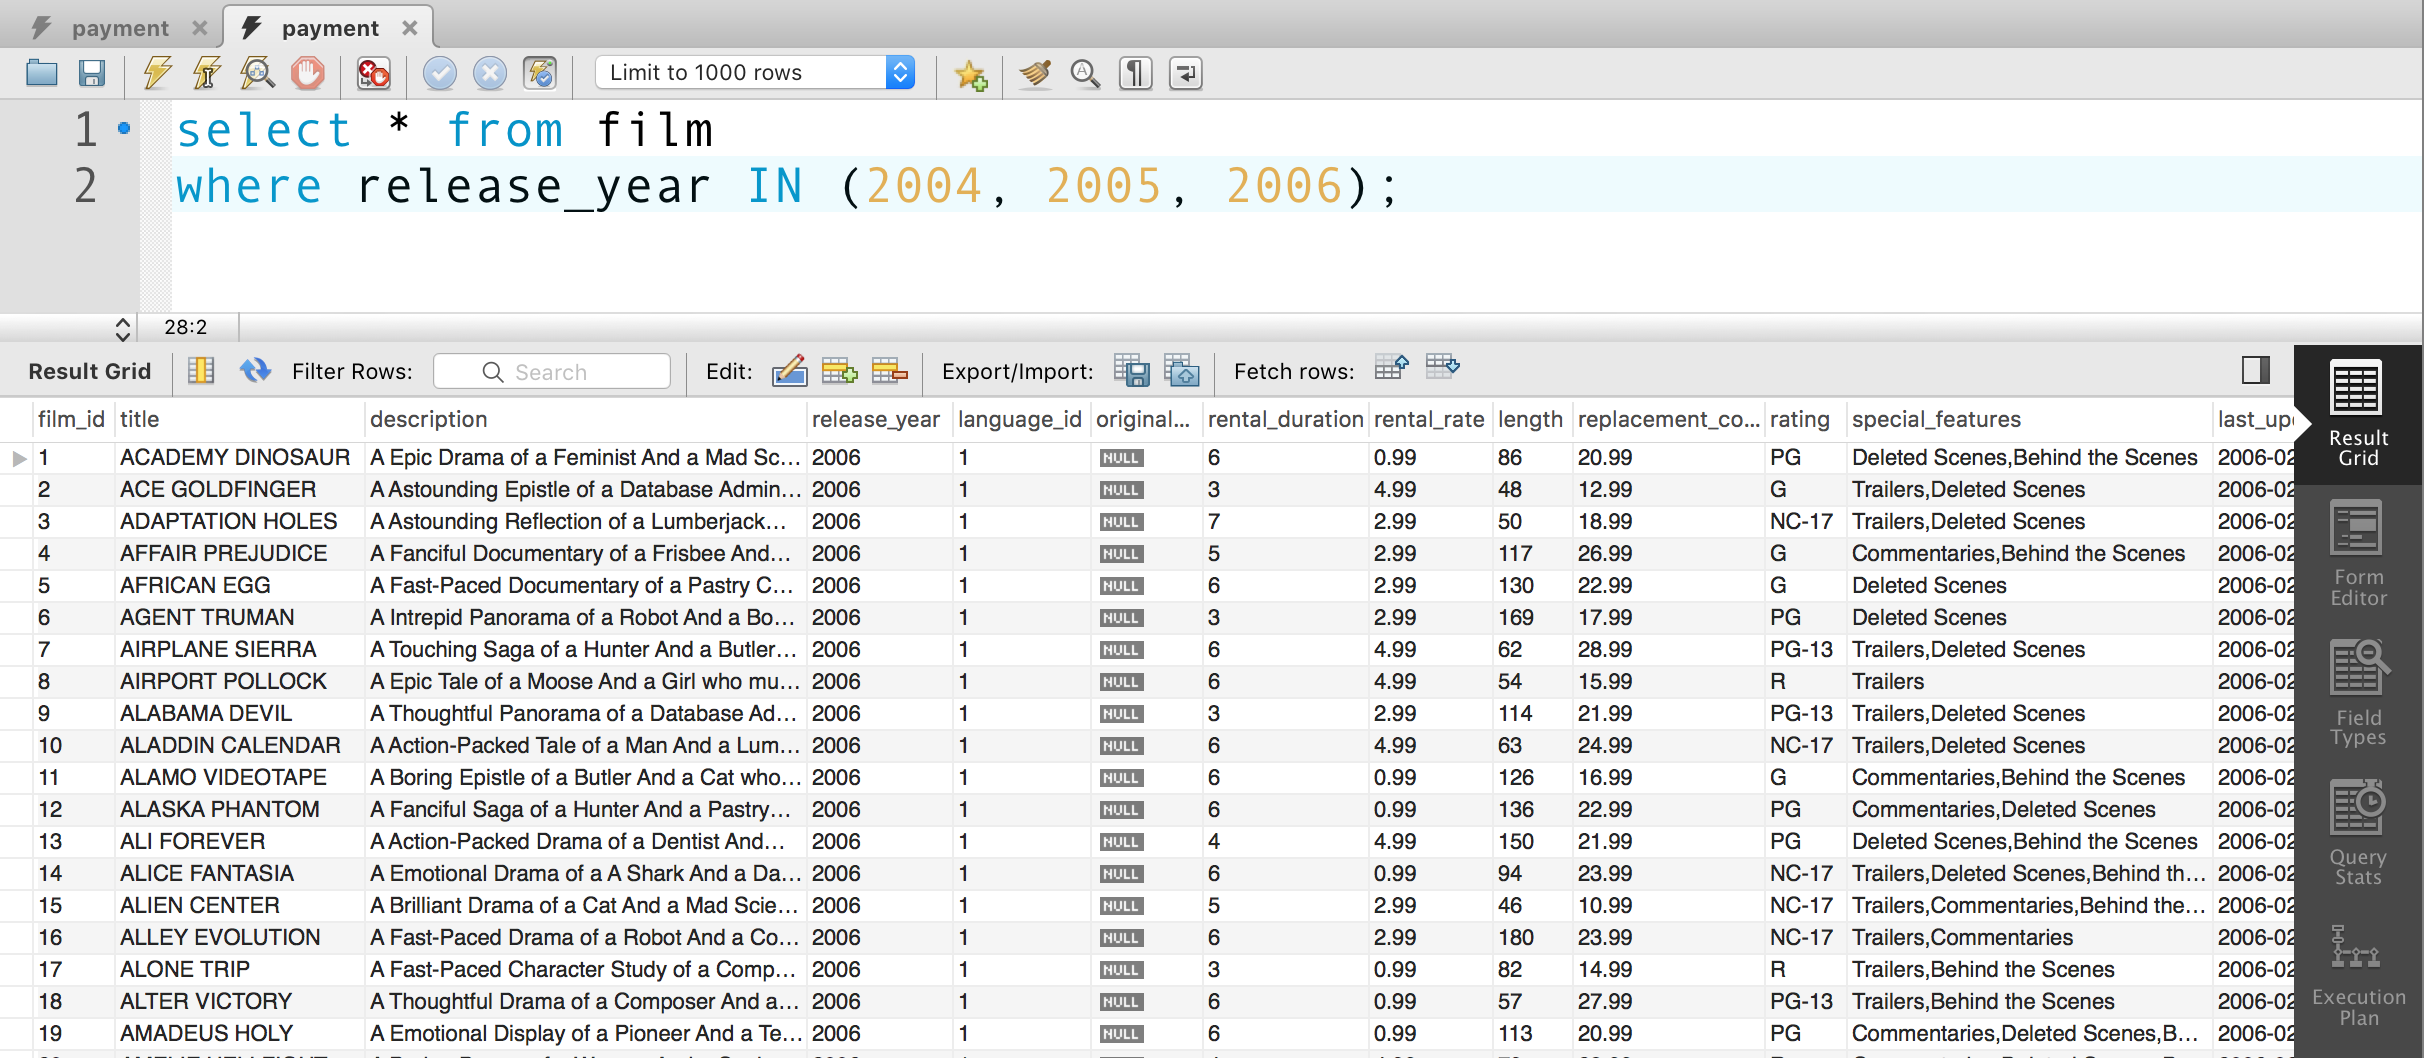 payment payment
Limit to 1000 rows
1 select * from film
2 where release_year IN (2004, 2005, 2006);
28:2
Result Grid Filter Rows: Search Edit: Export/Import: Fetch rows:
film_id title description release_year language_id original... rental_duration rental_rate length replacement_co... rating special_features last_up
1 ACADEMY DINOSAUR A Epic Drama of a Feminist And a Mad Sc... 2006 1 NULL 6 0.99 86 20.99 PG Deleted Scenes,Behind the Scenes 2006-02
2 ACE GOLDFINGER A Astounding Epistle of a Database Admin... 2006 1 NULL 3 4.99 48 12.99 G Trailers,Deleted Scenes 2006-02
3 ADAPTATION HOLES A Astounding Reflection of a Lumberjack... 2006 1 NULL 7 2.99 50 18.99 NC-17 Trailers,Deleted Scenes 2006-02
4 AFFAIR PREJUDICE A Fanciful Documentary of a Frisbee And... 2006 1 NULL 5 2.99 117 26.99 G Commentaries,Behind the Scenes 2006-02
5 AFRICAN EGG A Fast-Paced Documentary of a Pastry C... 2006 1 NULL 6 2.99 130 22.99 G Deleted Scenes 2006-02
6 AGENT TRUMAN A Intrepid Panorama of a Robot And a Bo... 2006 1 NULL 3 2.99 169 17.99 PG Deleted Scenes 2006-02
7 AIRPLANE SIERRA A Touching Saga of a Hunter And a Butler... 2006 1 NULL 6 4.99 62 28.99 PG-13 Trailers,Deleted Scenes 2006-02
8 AIRPORT POLLOCK A Epic Tale of a Moose And a Girl who mu... 2006 1 NULL 6 4.99 54 15.99 R Trailers 2006-02
9 ALABAMA DEVIL A Thoughtful Panorama of a Database Ad... 2006 1 NULL 3 2.99 114 21.99 PG-13 Trailers,Deleted Scenes 2006-02
10 ALADDIN CALENDAR A Action-Packed Tale of a Man And a Lum... 2006 1 NULL 6 4.99 63 24.99 NC-17 Trailers,Deleted Scenes 2006-02
11 ALAMO VIDEOTAPE A Boring Epistle of a Butler And a Cat who... 2006 1 NULL 6 0.99 126 16.99 G Commentaries,Behind the Scenes 2006-02
12 ALASKA PHANTOM A Fanciful Saga of a Hunter And a Pastry... 2006 1 NULL 6 0.99 136 22.99 PG Commentaries,Deleted Scenes 2006-02
13 ALI FOREVER A Action-Packed Drama of a Dentist And... 2006 1 NULL 4 4.99 150 21.99 PG Deleted Scenes,Behind the Scenes 2006-02
14 ALICE FANTASIA A Emotional Drama of a A Shark And a Da... 2006 1 NULL 6 0.99 94 23.99 NC-17 Trailers,Deleted Scenes,Behind th... 2006-02
15 ALIEN CENTER A Brilliant Drama of a Cat And a Mad Scie... 2006 1 NULL 5 2.99 46 10.99 NC-17 Trailers,Commentaries,Behind the... 2006-02
16 ALLEY EVOLUTION A Fast-Paced Drama of a Robot And a Co... 2006 1 NULL 6 2.99 180 23.99 NC-17 Trailers,Commentaries 2006-02
17 ALONE TRIP A Fast-Paced Character Study of a Comp... 2006 1 NULL 3 0.99 82 14.99 R Trailers,Behind the Scenes 2006-02
18 ALTER VICTORY A Thoughtful Drama of a Composer And a... 2006 1 NULL 6 0.99 57 27.99 PG-13 Trailers,Behind the Scenes 2006-02
19 AMADEUS HOLY A Emotional Display of a Pioneer And a Te... 2006 1 NULL 6 0.99 113 20.99 PG Commentaries,Deleted Scenes,B... 2006-02
Result
Grid
Form
Editor
Field
Types
Query
Stats
Execution
Plan